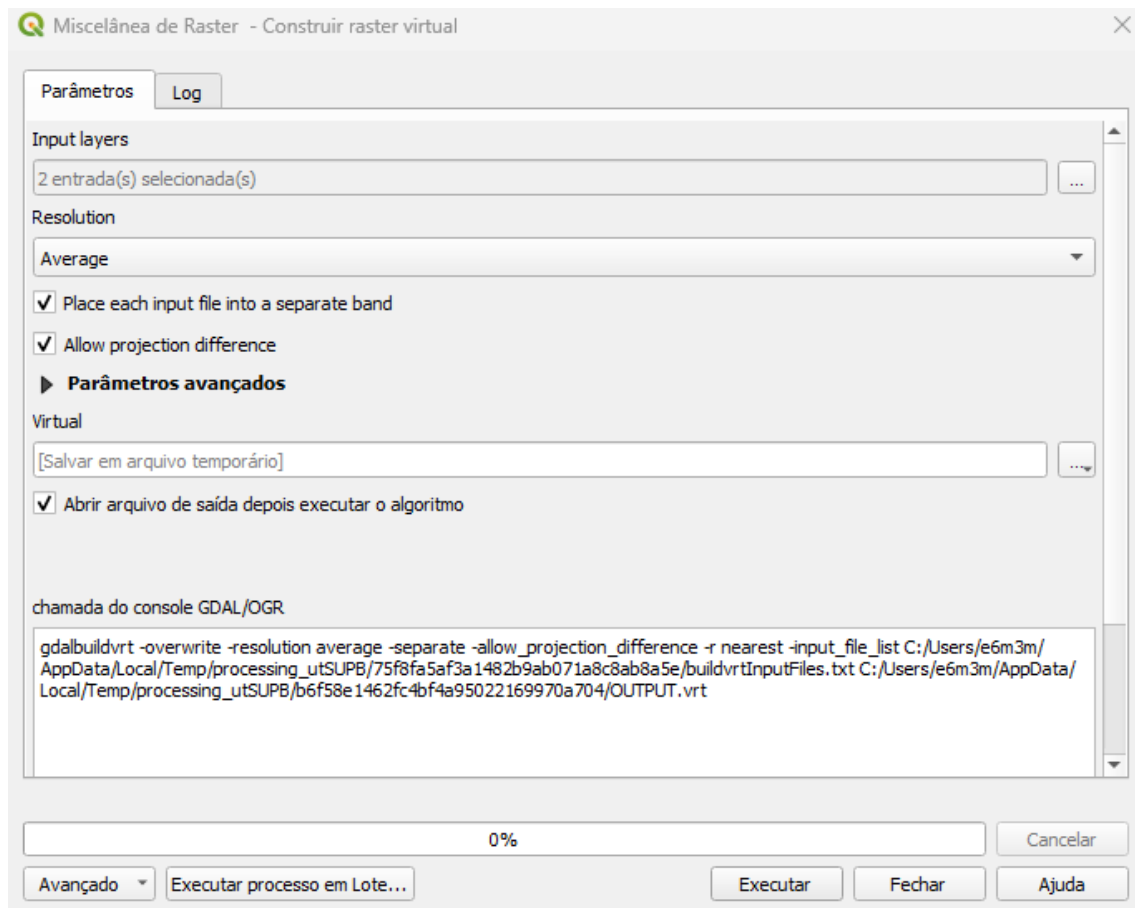 Miscelânea de Raster - Construir raster virtual
Parâmetros
Log
Input layers
2 entrada(s) selecionada(s)
...
Resolution
Average
Place each input file into a separate band
Allow projection difference
Parâmetros avançados
Virtual
[Salvar em arquivo temporário]
...
Abrir arquivo de saída depois executar o algoritmo
chamada do console GDAL/OGR
gdalbuildvrt -overwrite -resolution average -separate -allow_projection_difference -r nearest -input_file_list C:/Users/e6m3m/
AppData/Local/Temp/processing_utSUPB/75f8fa5af3a1482b9ab071a8c8ab8a5e/buildvrtInputFiles.txt C:/Users/e6m3m/AppData/
Local/Temp/processing_utSUPB/b6f58e1462fc4bf4a95022169970a704/OUTPUT.vrt
0%
Cancelar
Avançado
Executar processo em Lote...
Executar
Fechar
Ajuda